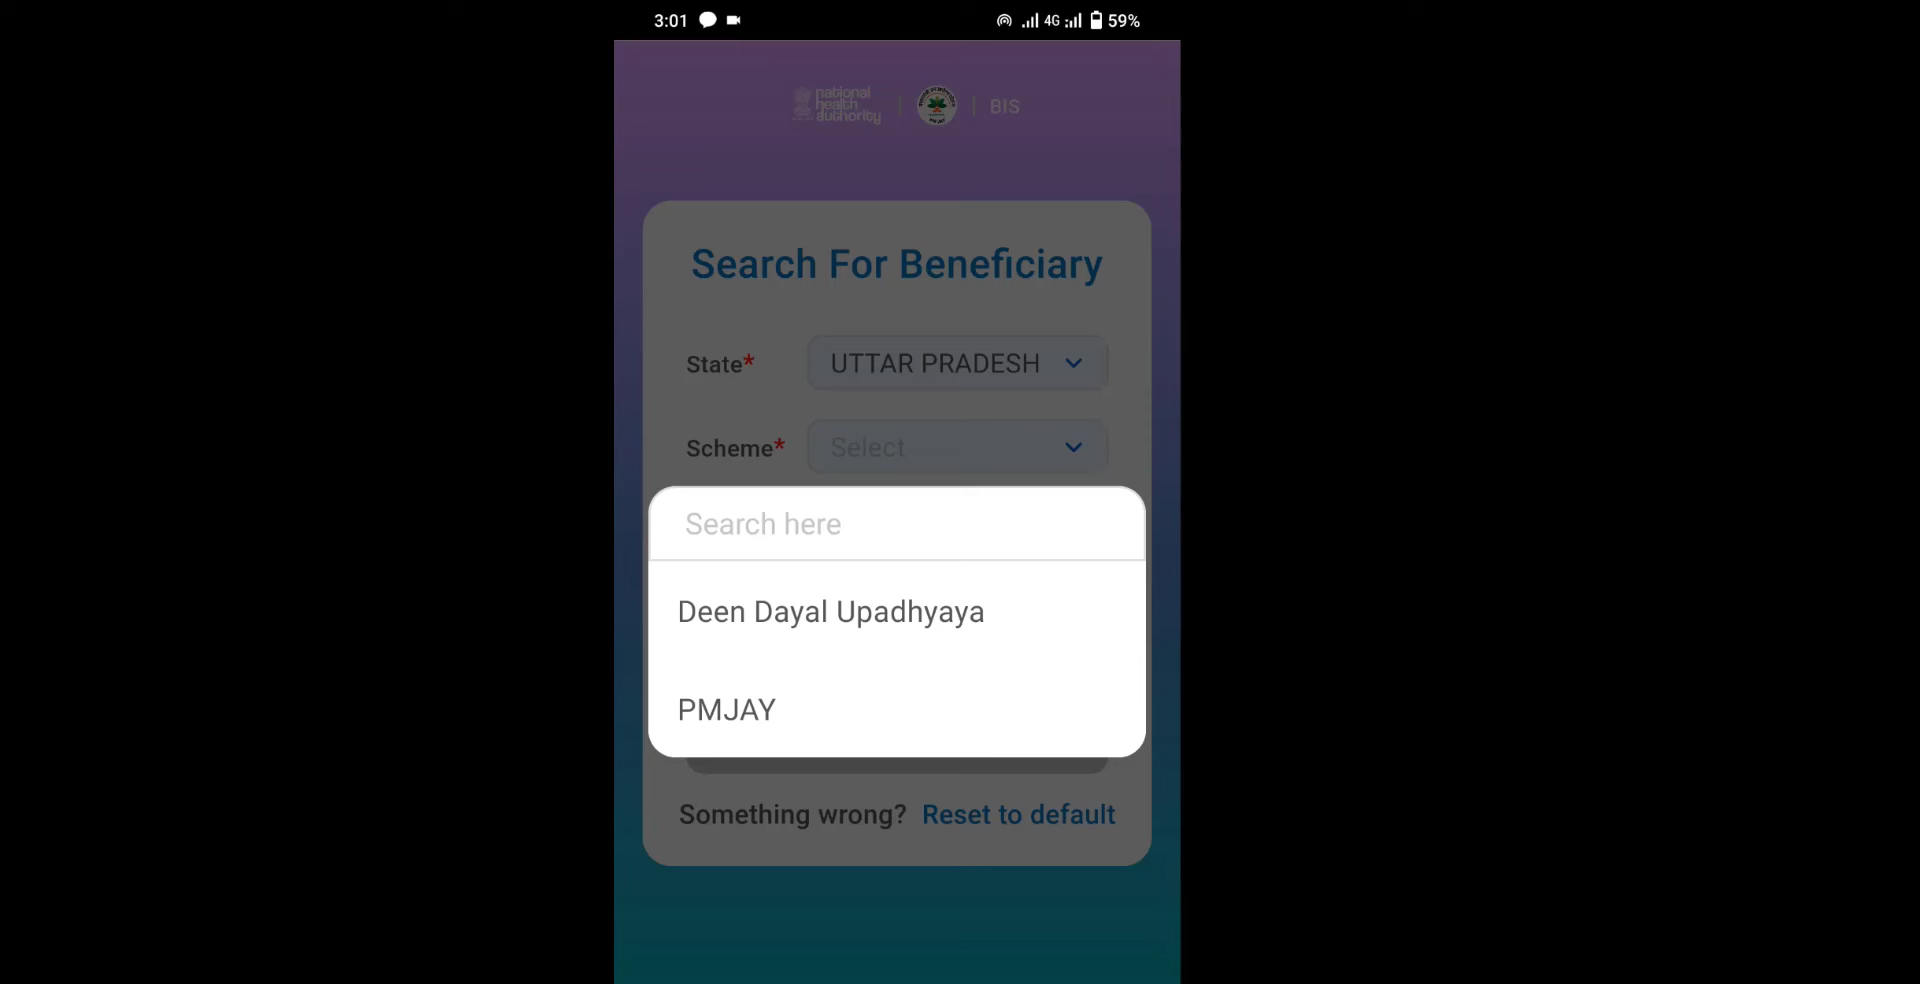 3:01 4G 59%
national
health
authority
PMJAY
BIS
Search For Beneficiary
State* UTTAR PRADESH
Scheme* Select
Search here
Deen Dayal Upadhyaya
PMJAY
Something wrong? Reset to default